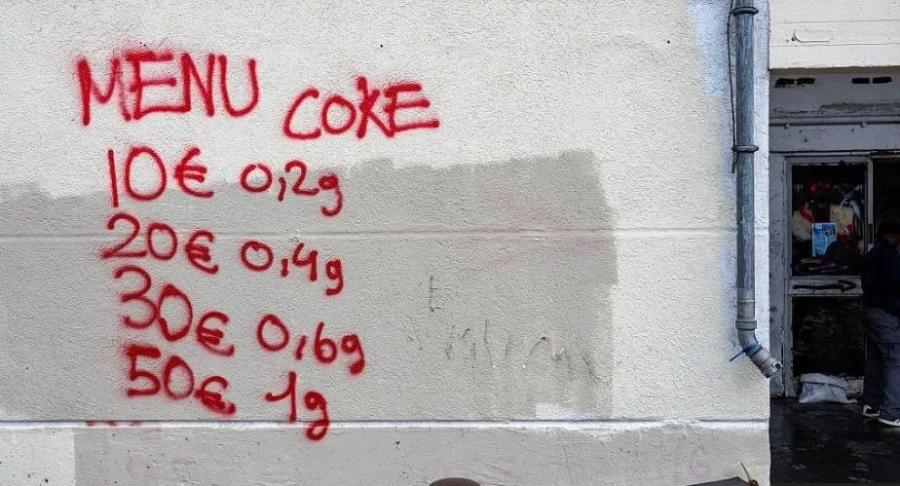 MENU COKE
10€ 0,2g
20€ 0,4g
30€ 0,6g
50€ 1g